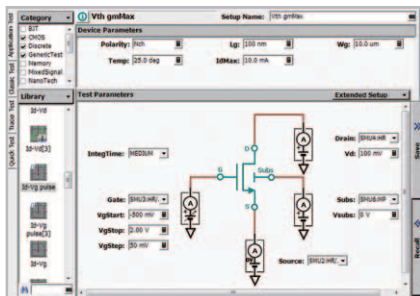 Category
Vth gmMax
Setup Name: Vth gmMax
BJT
CMOS
Discrete
GenericTest
Memory
MixedSignal
NanoTech
Device Parameters
Polarity: Nch
Lg: 100 nm
Wg: 10.0 um
Temp: 25.0 deg
IdMax: 10.0 mA
Library
Test Parameters
Extended Setup
Id-Vd
Id-Vd[3]
Id-Vg pulse
Id-Vg pulse[3]
Id-Vg
IntegTime: MEDIUM
Drain: SMU4:HR/
Vd: 100 mV
D
G
Subs
S
A
A
A
A
Gate: SMU3:HR/
VgStart: -500 mV
VgStop: 2.00 V
VgStep: 50 mV
Subs: SMU6:MP/
Vsubs: 0 V
Source: SMU2:HR/
Application Test
Classic Test
Tracer Test
Quick Test
Save
Recall